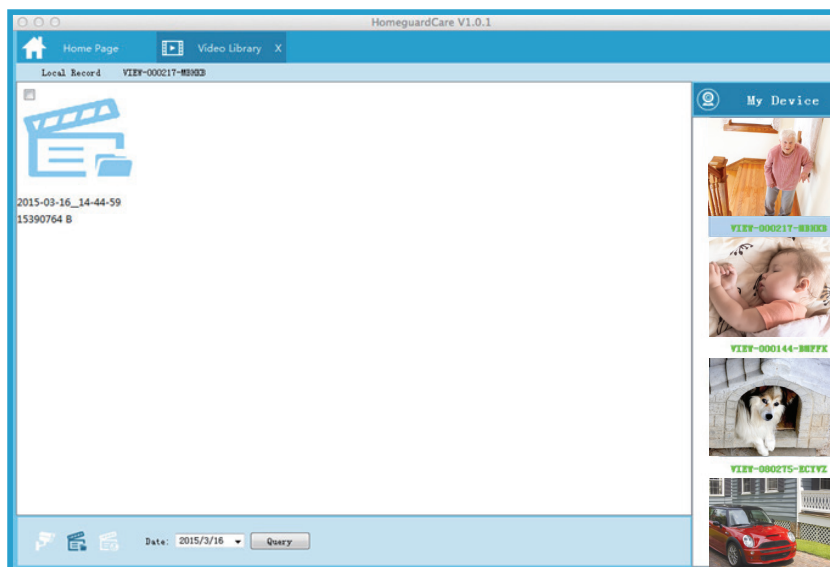 HomeguardCare V1.0.1
Home Page
Video Library X
Local Record VIEW-000217-MBHKB
My Device
2015-03-16_14-44-59
15390764 B
VIEW-000217-MBHKB
VIEW-000144-BMFFX
VIEW-080275-ECYVZ
Date: 2015/3/16 Query